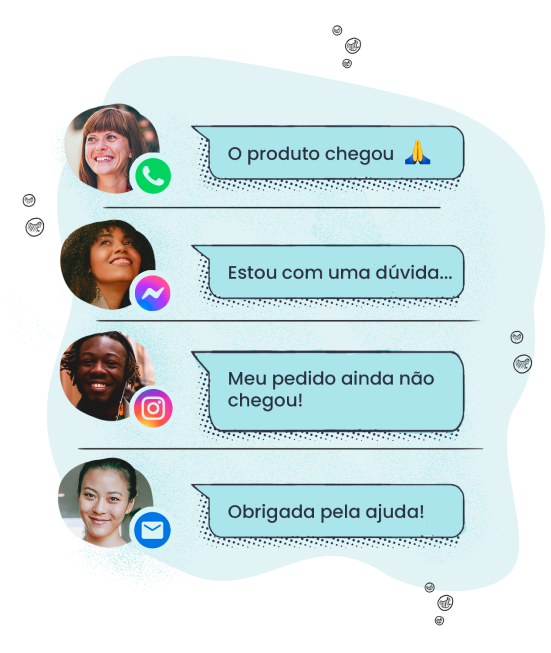 O produto chegou 🙏
Estou com uma dúvida...
Meu pedido ainda não
chegou!
Obrigada pela ajuda!